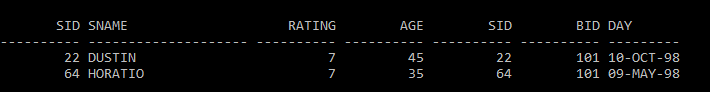 SID SNAME RATING AGE SID BID DAY
---------- -------------------- ---------- ---------- ---------- ---------- ---------
22 DUSTIN 7 45 22 101 10-OCT-98
64 HORATIO 7 35 64 101 09-MAY-98